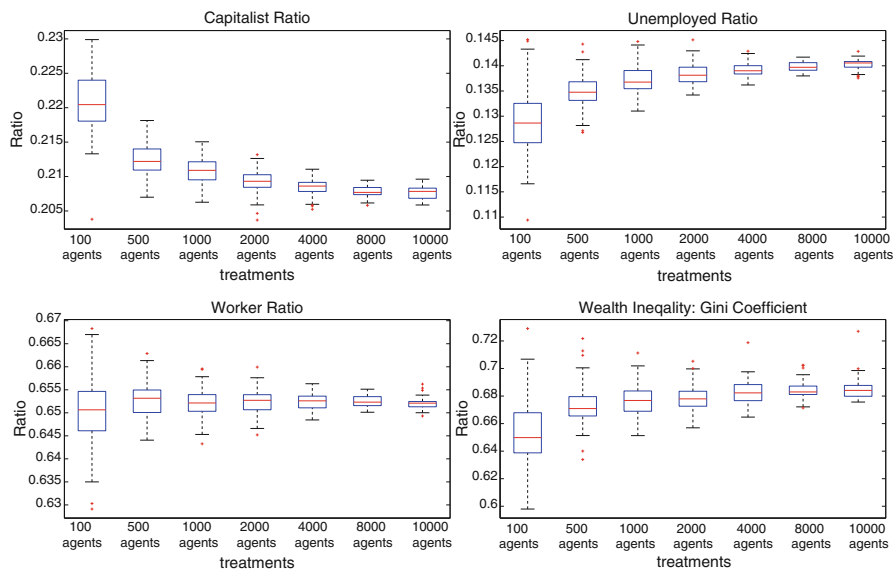 Capitalist Ratio
Ratio
0.23
0.225
0.22
0.215
0.21
0.205
100 500 1000 2000 4000 8000 10000
agents agents agents agents agents agents agents
treatments
Unemployed Ratio
Ratio
0.145
0.14
0.135
0.13
0.125
0.12
0.115
0.11
100 500 1000 2000 4000 8000 10000
agents agents agents agents agents agents agents
treatments
Worker Ratio
Ratio
0.67
0.665
0.66
0.655
0.65
0.645
0.64
0.635
0.63
100 500 1000 2000 4000 8000 10000
agents agents agents agents agents agents agents
treatments
Wealth Ineqality: Gini Coefficient
Ratio
0.72
0.7
0.68
0.66
0.64
0.62
0.6
100 500 1000 2000 4000 8000 10000
agents agents agents agents agents agents agents
treatments